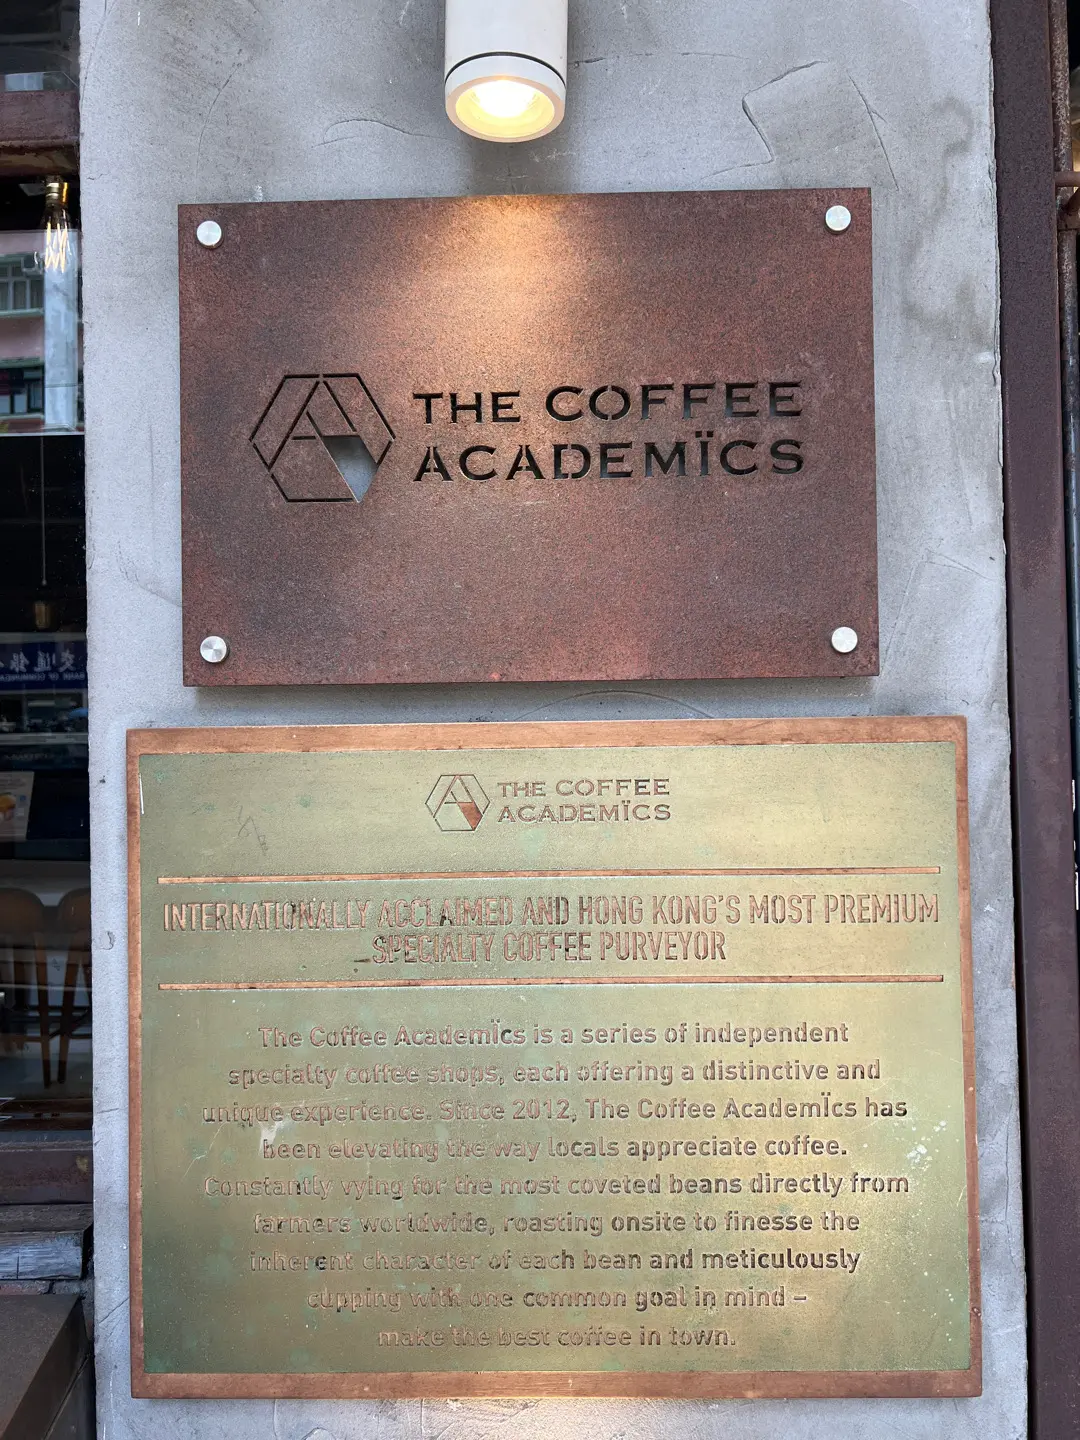 THE COFFEE
ACADEMÏCS
THE COFFEE
ACADEMÏCS
INTERNATIONALLY ACCLAIMED AND HONG KONG'S MOST PREMIUM
SPECIALTY COFFEE PURVEYOR
The Coffee AcademÏcs is a series of independent
specialty coffee shops, each offering a distinctive and
unique experience. Since 2012, The Coffee AcademÏcs has
been elevating the way locals appreciate coffee.
Constantly vying for the most coveted beans directly from
farmers worldwide, roasting onsite to finesse the
inherent character of each bean and meticulously
cupping with one common goal in mind –
make the best coffee in town.